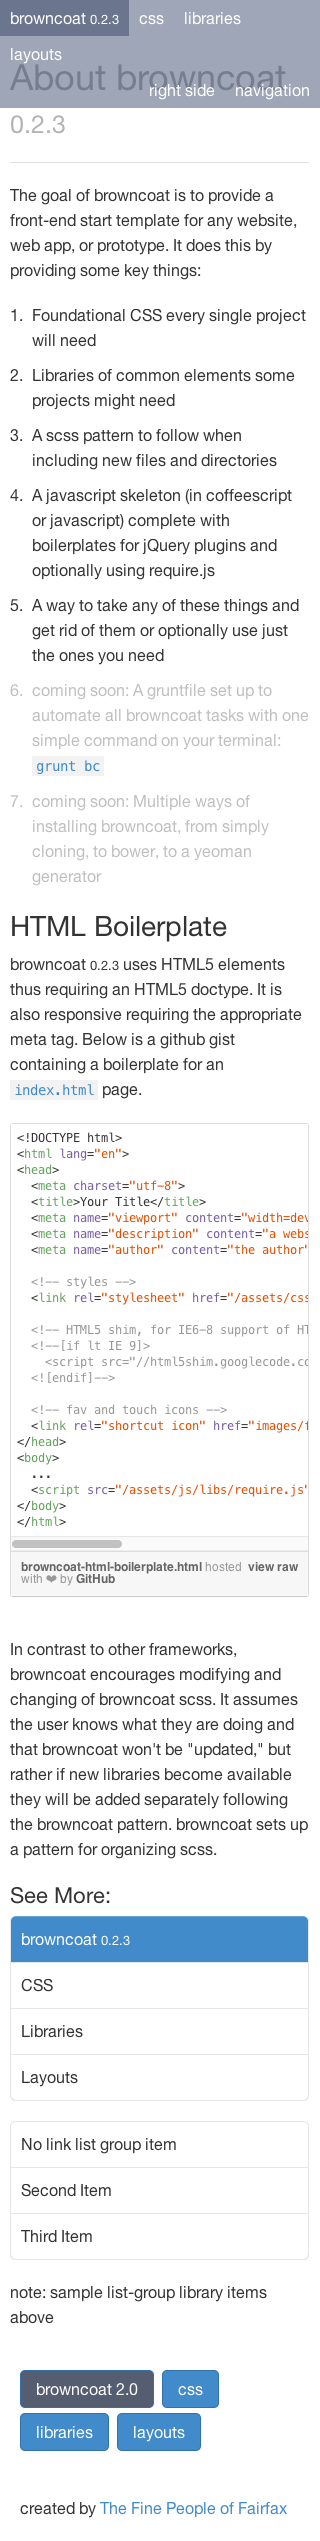 browncoat 0.2.3 css libraries
layouts
About browncoat
right side navigation
0.2.3
The goal of browncoat is to provide a
front-end start template for any website,
web app, or prototype. It does this by
providing some key things:
1. Foundational CSS every single project
will need
2. Libraries of common elements some
projects might need
3. A scss pattern to follow when
including new files and directories
4. A javascript skeleton (in coffeescript
or javascript) complete with
boilerplates for jQuery plugins and
optionally using require.js
5. A way to take any of these things and
get rid of them or optionally use just
the ones you need
6. coming soon: A gruntfile set up to
automate all browncoat tasks with one
simple command on your terminal:
grunt bc
7. coming soon: Multiple ways of
installing browncoat, from simply
cloning, to bower, to a yeoman
generator
HTML Boilerplate
browncoat 0.2.3 uses HTML5 elements
thus requiring an HTML5 doctype. It is
also responsive requiring the appropriate
meta tag. Below is a github gist
containing a boilerplate for an
index.html page.
<!DOCTYPE html>
<html lang="en">
<head>
<meta charset="utf-8">
<title>Your Title</title>
<meta name="viewport" content="width=dev
<meta name="description" content="a webs
<meta name="author" content="the author"
<!-- styles -->
<link rel="stylesheet" href="/assets/css
<!-- HTML5 shim, for IE6-8 support of HT
<!--[if lt IE 9]>
<script src="//html5shim.googlecode.co
<![endif]-->
<!-- fav and touch icons -->
<link rel="shortcut icon" href="images/f
</head>
<body>
...
<script src="/assets/js/libs/require.js"
</body>
</html>
browncoat-html-boilerplate.html hosted view raw
with ❤ by GitHub
In contrast to other frameworks,
browncoat encourages modifying and
changing of browncoat scss. It assumes
the user knows what they are doing and
that browncoat won't be "updated," but
rather if new libraries become available
they will be added separately following
the browncoat pattern. browncoat sets up
a pattern for organizing scss.
See More:
browncoat 0.2.3
CSS
Libraries
Layouts
No link list group item
Second Item
Third Item
note: sample list-group library items
above
browncoat 2.0 css
libraries layouts
created by The Fine People of Fairfax